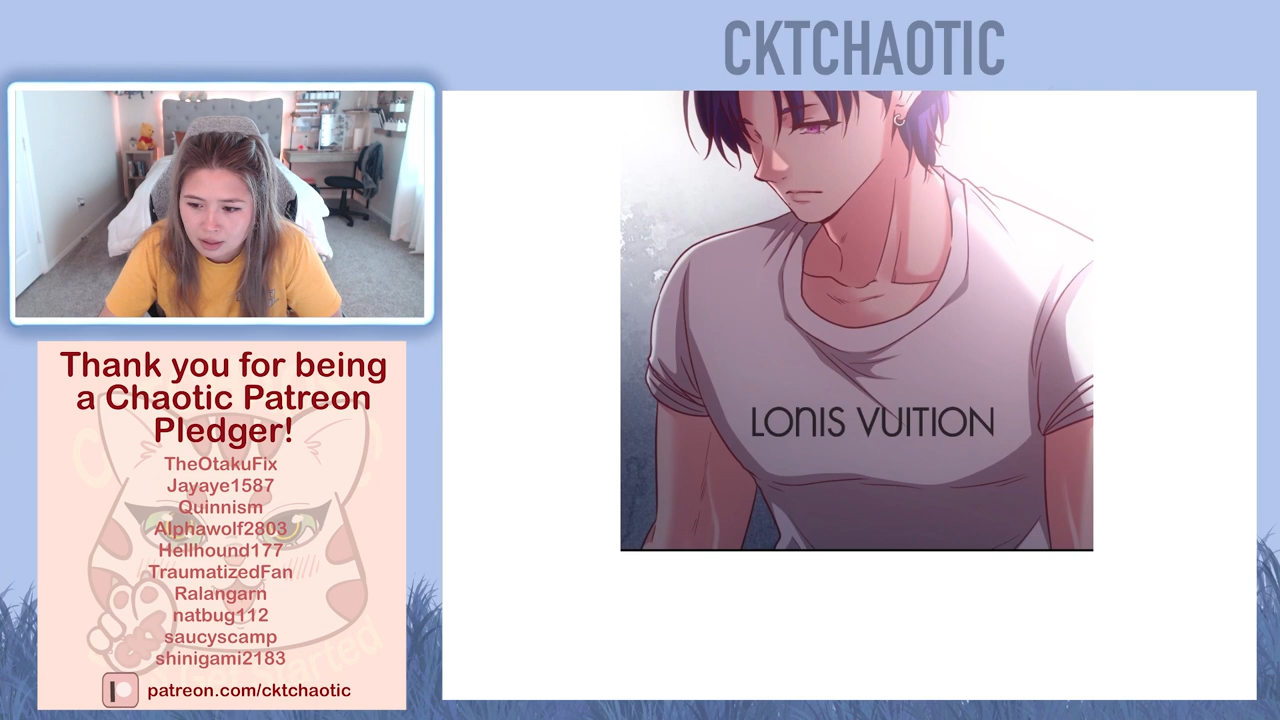 CKTCHAOTIC
LONIS VUITION
Thank you for being
a Chaotic Patreon
Pledger!
TheOtakuFix
Jayaye1587
Quinnism
Alphawolf2803
Hellhound177
TraumatizedFan
Ralangarn
natbug112
saucyscamp
shinigami2183
patreon.com/cktchaotic